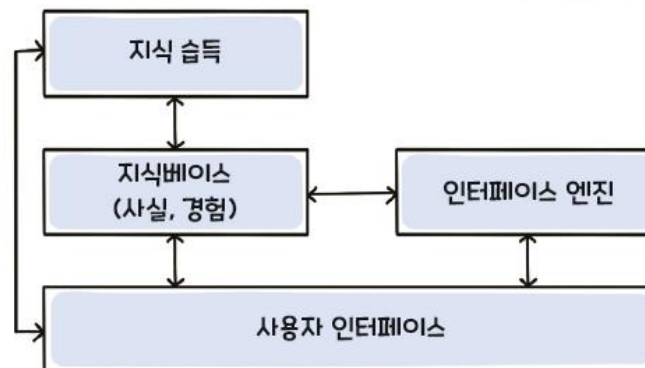 지식 습득
지식베이스
(사실, 경험)
인터페이스 엔진
사용자 인터페이스